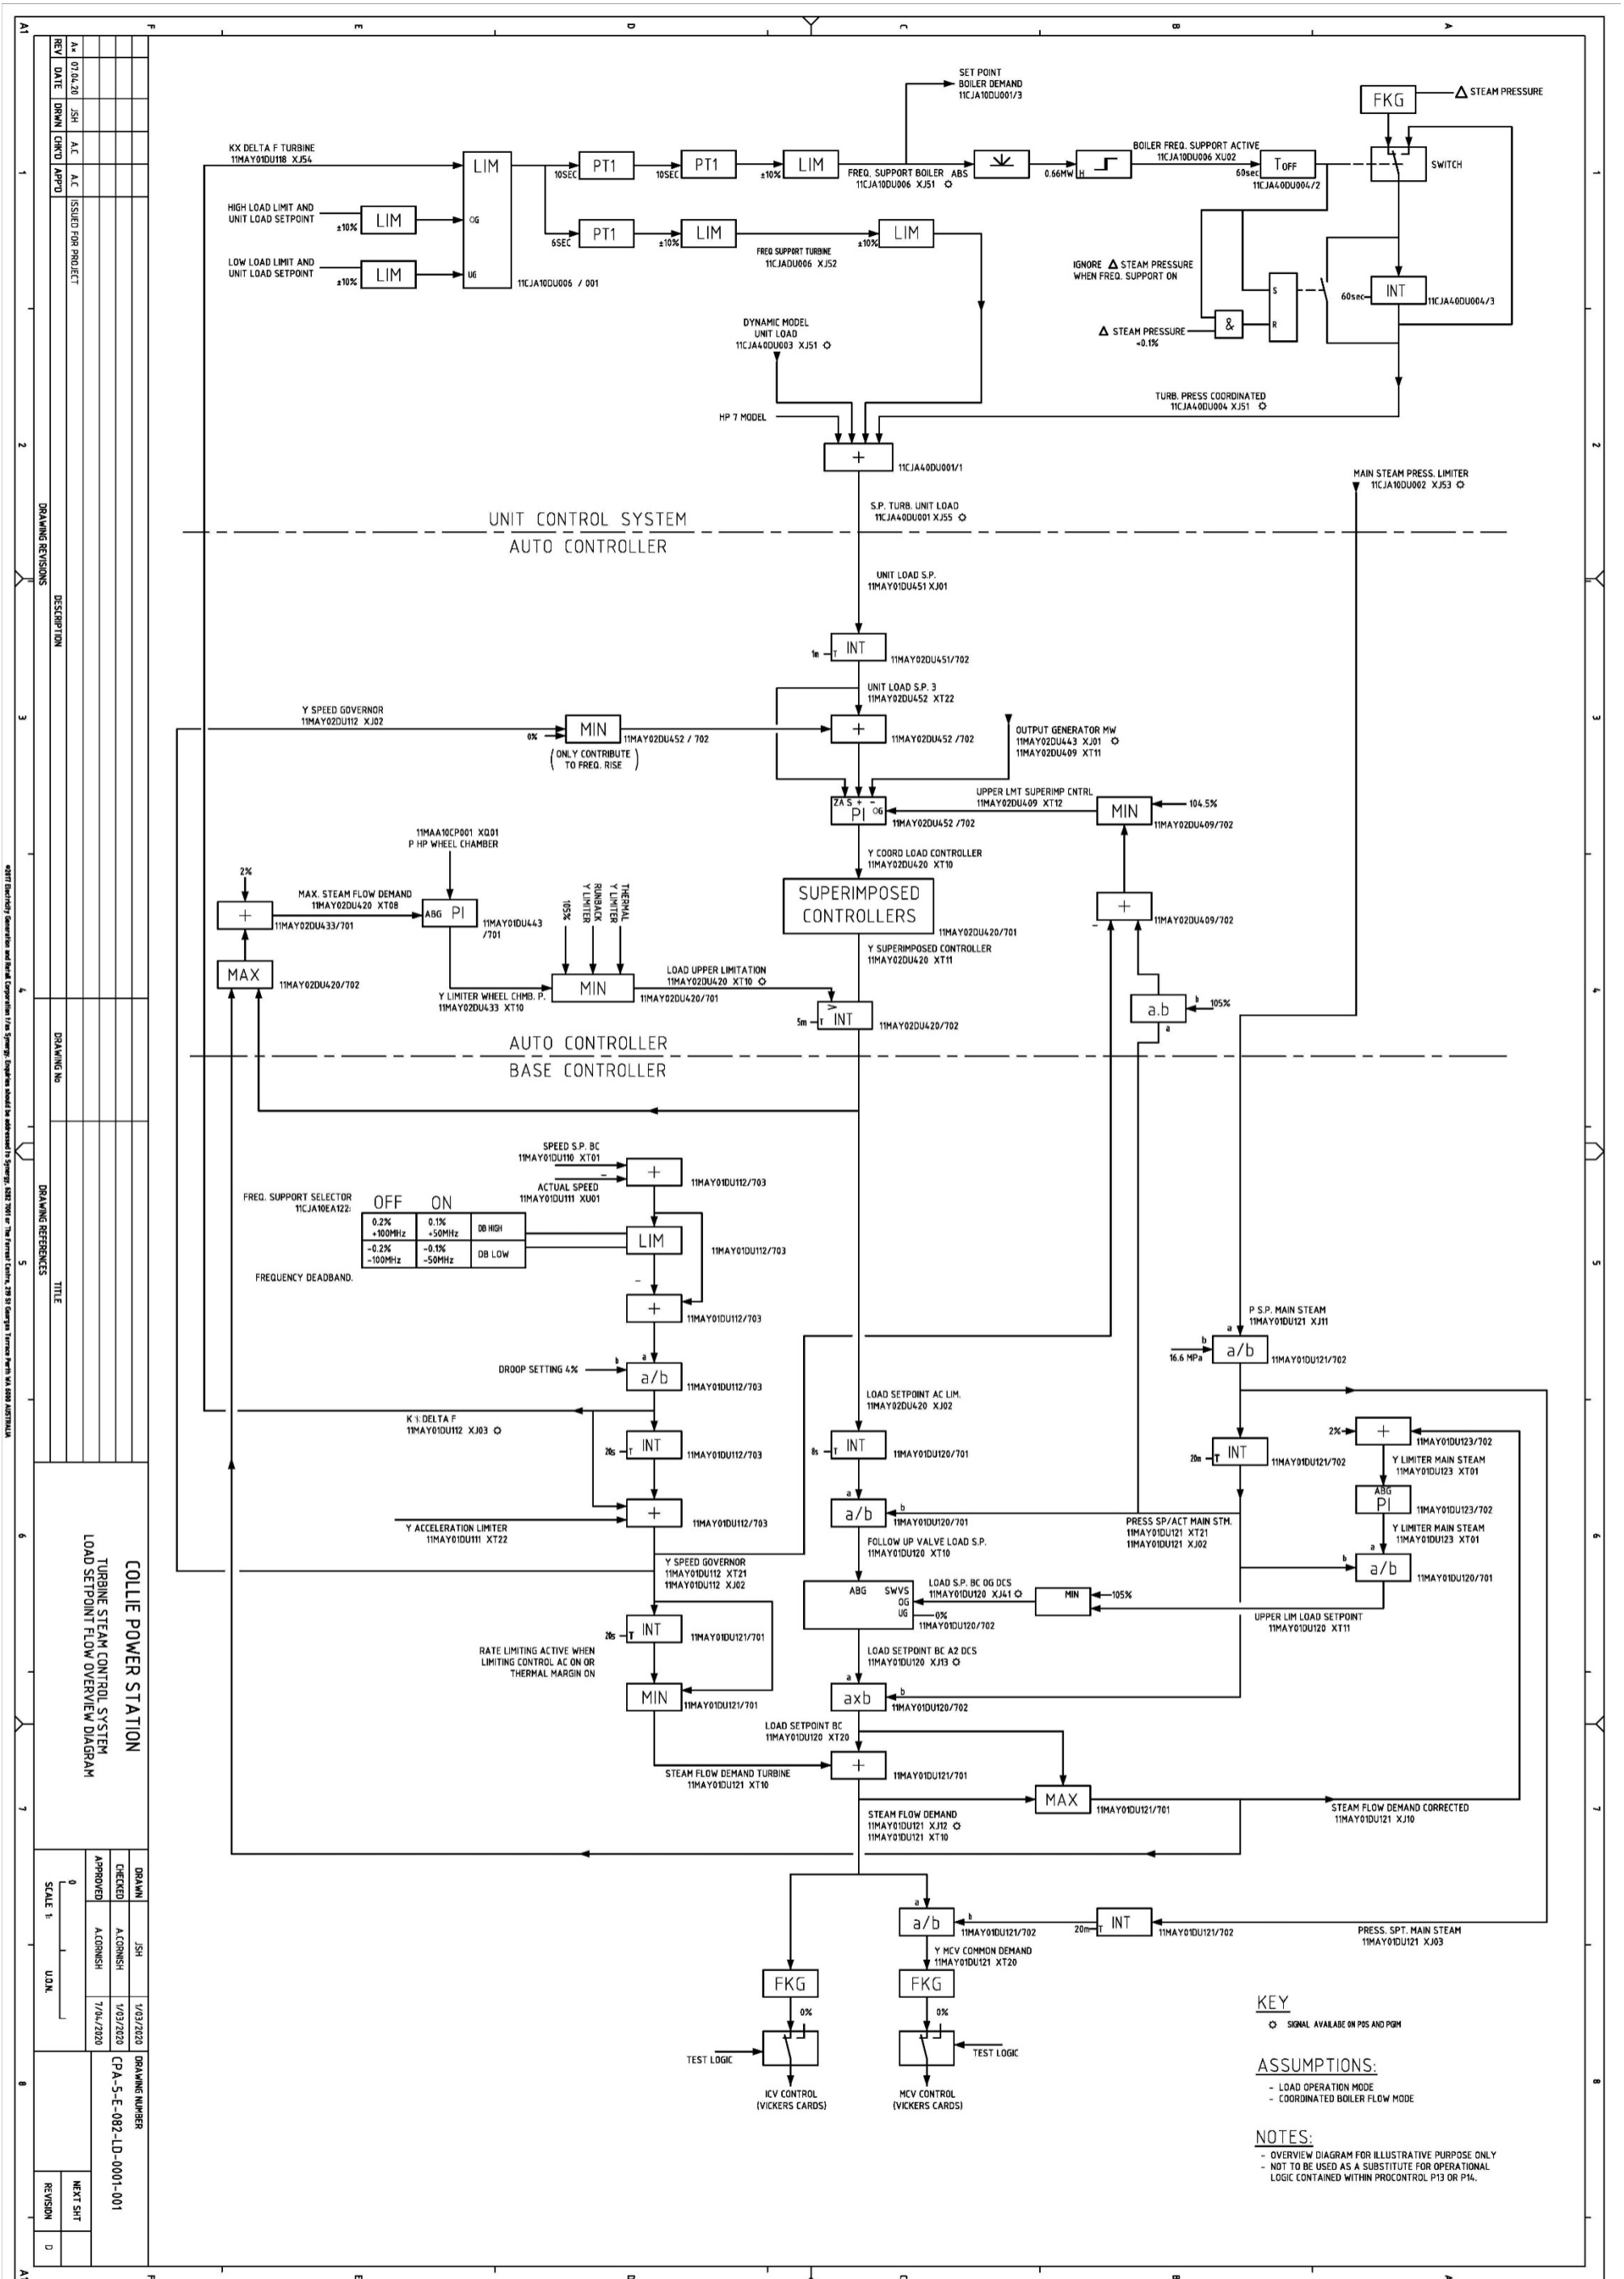 SET POINT
BOILER DEMAND
11CJA10DU001/3
FKG
STEAM PRESSURE
KX DELTA F TURBINE
11MAY01DU118 XJ54
LIM
OG
UG
11CJA10DU006 / 001
HIGH LOAD LIMIT AND
UNIT LOAD SETPOINT
±10%
LIM
LOW LOAD LIMIT AND
UNIT LOAD SETPOINT
±10%
LIM
10SEC
PT1
10SEC
PT1
±10%
LIM
FREQ. SUPPORT BOILER ABS
11CJA10DU006 XJ51
0.66MW
H
BOILER FREQ. SUPPORT ACTIVE
11CJA10DU006 XU02
TOFF
60sec
11CJA40DU004/2
SWITCH
6SEC
PT1
±10%
LIM
FREQ SUPPORT TURBINE
11CJADU006 XJ52
±10%
LIM
IGNORE Δ STEAM PRESSURE
WHEN FREQ. SUPPORT ON
S
R
&
Δ STEAM PRESSURE
<0.1%
60sec
INT
11CJA40DU004/3
DYNAMIC MODEL
UNIT LOAD
11CJA40DU003 XJ51
HP 7 MODEL
+
11CJA40DU001/1
TURB. PRESS COORDINATED
11CJA40DU004 XJ51
MAIN STEAM PRESS. LIMITER
11CJA10DU002 XJ53
S.P. TURB. UNIT LOAD
11CJA40DU001 XJ55
UNIT CONTROL SYSTEM
AUTO CONTROLLER
UNIT LOAD S.P.
11MAY01DU451 XJ01
1m
T
INT
11MAY02DU451/702
UNIT LOAD S.P. 3
11MAY02DU452 XT22
Y SPEED GOVERNOR
11MAY02DU112 XJ02
0%
MIN
11MAY02DU452 / 702
(ONLY CONTRIBUTE
TO FREQ. RISE)
+
11MAY02DU452 /702
OUTPUT GENERATOR MW
11MAY02DU443 XJ01
11MAY02DU409 XT11
ZA S + -
PI OG
11MAY02DU452 /702
UPPER LMT SUPERIMP CNTRL
11MAY02DU409 XT12
MIN
104.5%
11MAY02DU409/702
Y COORD LOAD CONTROLLER
11MAY02DU420 XT10
11MAA10CP001 XQ01
P HP WHEEL CHAMBER
2%
+
11MAY02DU433/701
MAX. STEAM FLOW DEMAND
11MAY02DU420 XT08
ABG PI
11MAY01DU443
/701
MAX
11MAY02DU420/702
105%
RUNBACK
Y LIMITER
THERMAL
Y LIMITER
SUPERIMPOSED
CONTROLLERS
11MAY02DU420/701
Y SUPERIMPOSED CONTROLLER
11MAY02DU420 XT11
+
-
11MAY02DU409/702
Y LIMITER WHEEL CHMB. P.
11MAY02DU433 XT10
MIN
11MAY02DU420/701
LOAD UPPER LIMITATION
11MAY02DU420 XT10
5m
T
INT
11MAY02DU420/702
a.b
b
105%
a
AUTO CONTROLLER
BASE CONTROLLER
SPEED S.P. BC
11MAY01DU110 XT01
-
ACTUAL SPEED
11MAY01DU111 XU01
+
11MAY01DU112/703
FREQ. SUPPORT SELECTOR
11CJA10EA122:
OFF ON
0.2% 0.1% DB HIGH
+100MHz +50MHz
-0.2% -0.1% DB LOW
-100MHz -50MHz
FREQUENCY DEADBAND.
LIM
11MAY01DU112/703
-
+
11MAY01DU112/703
DROOP SETTING 4%
b
a
a/b
11MAY01DU112/703
P S.P. MAIN STEAM
11MAY01DU121 XJ11
a
b
16.6 MPa
a/b
11MAY01DU121/702
11MAY01DU112 XJ03
20s
T
INT
11MAY01DU112/703
LOAD SETPOINT AC LIM.
11MAY02DU420 XJ02
8s
T
INT
11MAY01DU120/701
20m
T
INT
11MAY01DU121/702
2%
+
11MAY01DU123/702
Y LIMITER MAIN STEAM
11MAY01DU123 XT01
ABG
PI
11MAY01DU123/702
Y LIMITER MAIN STEAM
11MAY01DU123 XT01
a
b
a/b
11MAY01DU120/701
Y ACCELERATION LIMITER
11MAY01DU111 XT22
+
11MAY01DU112/703
a
a/b
b
11MAY01DU120/701
FOLLOW UP VALVE LOAD S.P.
11MAY01DU120 XT10
PRESS SP/ACT MAIN STM.
11MAY01DU121 XT21
11MAY01DU121 XJ02
Y SPEED GOVERNOR
11MAY01DU112 XT21
11MAY01DU112 XJ02
ABG SWVS
OG
UG
0%
11MAY01DU120/702
LOAD S.P. BC OG DCS
11MAY01DU120 XJ41
MIN
105%
UPPER LIM LOAD SETPOINT
11MAY01DU120 XT11
20s
T
INT
11MAY01DU121/701
RATE LIMITING ACTIVE WHEN
LIMITING CONTROL AC ON OR
THERMAL MARGIN ON
LOAD SETPOINT BC A2 DCS
11MAY01DU120 XJ13
MIN
11MAY01DU121/701
a
axb
b
11MAY01DU120/702
LOAD SETPOINT BC
11MAY01DU120 XT20
STEAM FLOW DEMAND TURBINE
11MAY01DU121 XT10
+
11MAY01DU121/701
MAX
11MAY01DU121/701
STEAM FLOW DEMAND
11MAY01DU121 XJ12
11MAY01DU121 XT10
STEAM FLOW DEMAND CORRECTED
11MAY01DU121 XJ10
a
a/b
b
11MAY01DU121/702
20m
T
INT
11MAY01DU121/702
PRESS. SPT. MAIN STEAM
11MAY01DU121 XJ03
Y MCV COMMON DEMAND
11MAY01DU121 XT20
FKG
FKG
0%
0%
TEST LOGIC
TEST LOGIC
ICV CONTROL
(VICKERS CARDS)
MCV CONTROL
(VICKERS CARDS)
KEY
SIGNAL AVAILABE ON POS AND PGIM
ASSUMPTIONS:
- LOAD OPERATION MODE
- COORDINATED BOILER FLOW MODE
NOTES:
- OVERVIEW DIAGRAM FOR ILLUSTRATIVE PURPOSE ONLY
- NOT TO BE USED AS A SUBSTITUTE FOR OPERATIONAL
LOGIC CONTAINED WITHIN PROCONTROL P13 OR P14.
A× 07.04.20 JSH A.C A.C ISSUED FOR PROJECT
REV DATE DRWN CHK'D APP'D DESCRIPTION
DRAWING REVISIONS
DRAWING No TITLE
DRAWING REFERENCES
COLLIE POWER STATION
TURBINE STEAM CONTROL SYSTEM
LOAD SETPOINT FLOW OVERVIEW DIAGRAM
DRAWN JSH 1/03/2020
CHECKED A.CORNISH 1/03/2020
APPROVED A.CORNISH 7/04/2020
0
SCALE 1: U.O.N.
DRAWING NUMBER
CPA-5-E-082-LD-0001-001
NEXT SHT
REVISION D
©2017 Electricity Generation and Retail Corporation T/as Synergy. Enquiries should be addressed to Synergy.
A1
F E D C B A
1 2 3 4 5 6 7 8